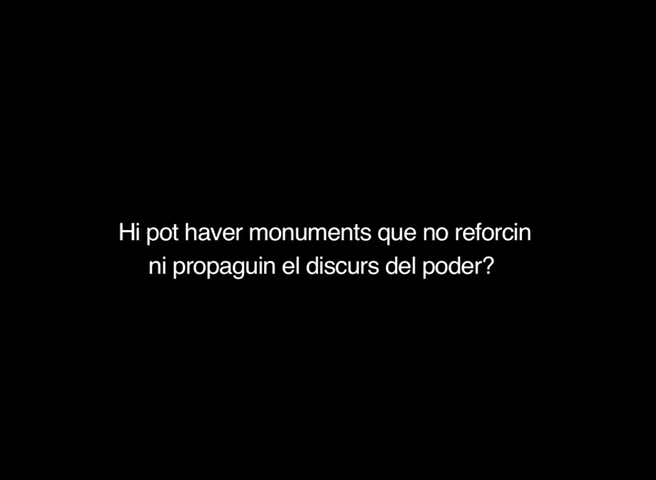 Hi pot haver monuments que no reforcin
ni propaguin el discurs del poder?